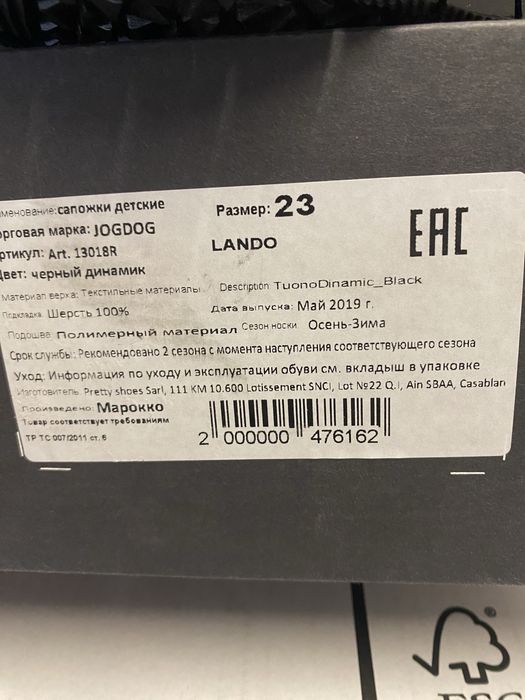 именование: сапожки детские
Размер: 23
орговая марка: JOGDOG
LANDO
EAC
ртикул: Art. 13018R
Цвет: черный динамик
Материал верха: Текстильные материалы
Description TuonoDinamic_Black
Подкладка: Шерсть 100%
Дата выпуска: Май 2019 г.
Подошва: Полимерный материал
Сезон носки Осень-Зима
Срок службы: Рекомендовано 2 сезона с момента наступления соответствующего сезона
Уход: Информация по уходу и эксплуатации обуви см. вкладыш в упаковке
Изготовитель: Pretty shoes Sarl, 111 KM 10.600 Lotissement SNCI, Lot №22 Q.I, Ain SBAA, Casablan
Произведено: Марокко
Товар соответствует требованиям
ТР ТС 007/2011 ст. 6
2 000000 476162